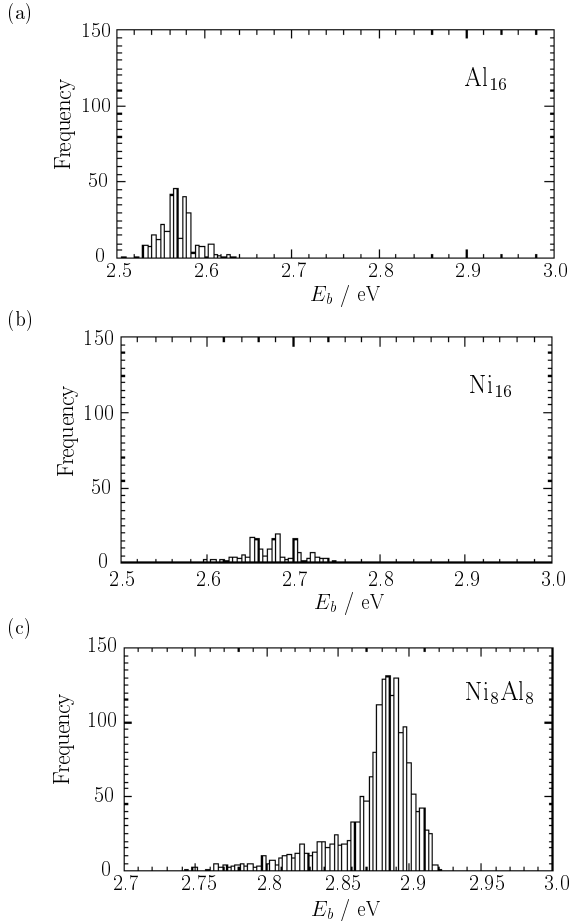 (a)
150
100
50
0
Frequency
Al₁₆
2.5 2.6 2.7 2.8 2.9 3.0
E_b / eV
(b)
150
100
50
0
Frequency
Ni₁₆
2.5 2.6 2.7 2.8 2.9 3.0
E_b / eV
(c)
150
100
50
0
Frequency
Ni₈Al₈
2.7 2.75 2.8 2.85 2.9 2.95 3.0
E_b / eV